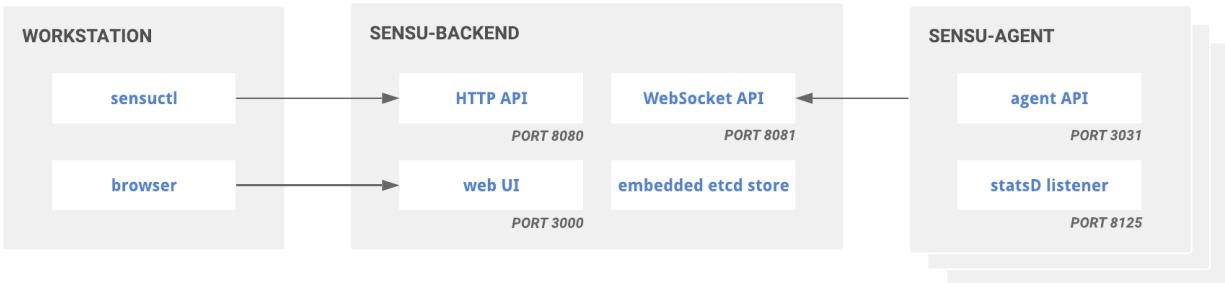 WORKSTATION
sensuctl
browser
SENSU-BACKEND
HTTP API
PORT 8080
WebSocket API
PORT 8081
web UI
PORT 3000
embedded etcd store
SENSU-AGENT
agent API
PORT 3031
statsD listener
PORT 8125